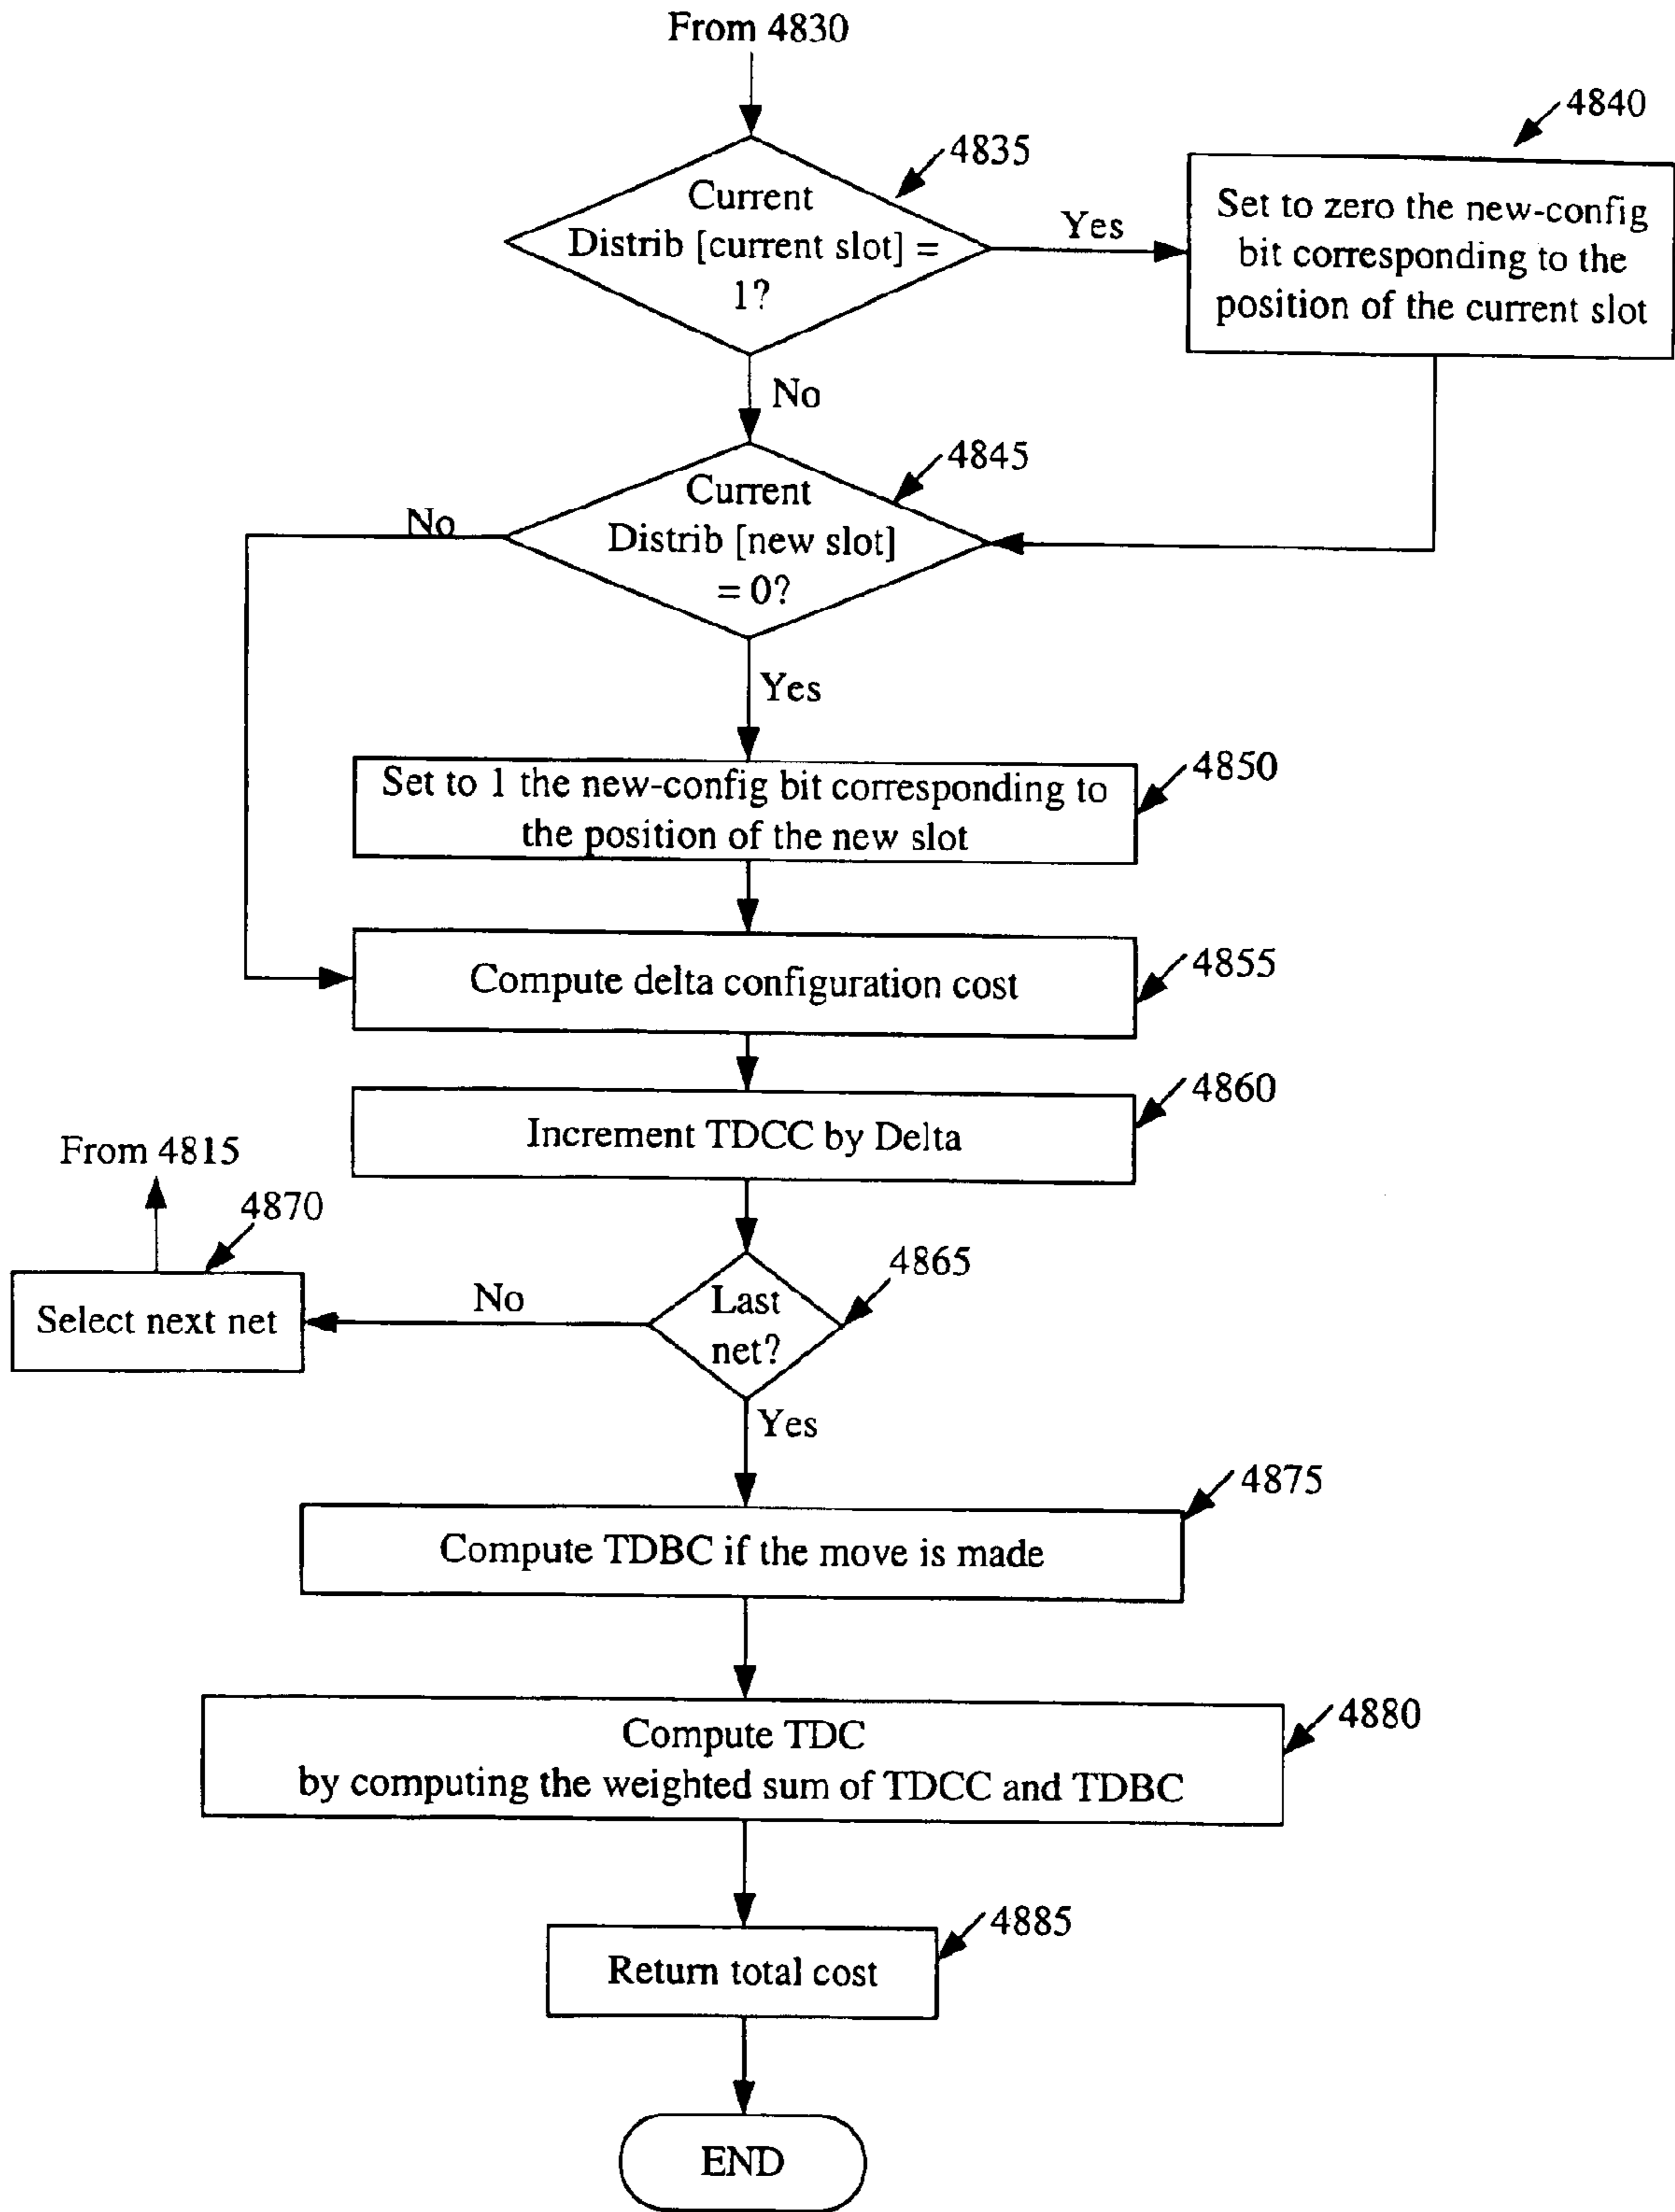 From 4830
4840
4835
Current
Distrib [current slot] =
1?
Yes
Set to zero the new-config
bit corresponding to the
position of the current slot
No
4845
Current
Distrib [new slot]
= 0?
No
Yes
4850
Set to 1 the new-config bit corresponding to
the position of the new slot
4855
Compute delta configuration cost
4860
Increment TDCC by Delta
From 4815
4870
Select next net
No
4865
Last
net?
Yes
4875
Compute TDBC if the move is made
4880
Compute TDC
by computing the weighted sum of TDCC and TDBC
4885
Return total cost
END